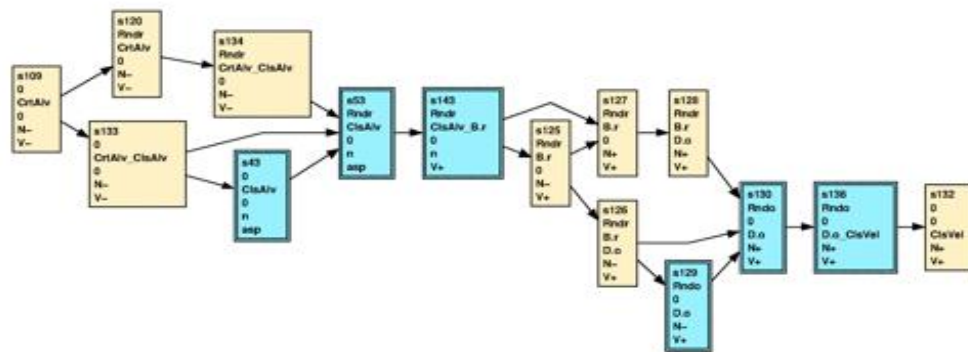 s109
0
CrtAlv
0
N–
V–
s120
Rndr
CrtAlv
0
N–
V–
s133
0
CrtAlv_ClsAlv
0
N–
V–
s134
Rndr
CrtAlv_ClsAlv
0
N–
V–
s43
0
ClsAlv
0
n
asp
s53
Rndr
ClsAlv
0
n
asp
s143
Rndr
ClsAlv_B.r
0
n
V+
s125
Rndr
B.r
0
N–
V+
s127
Rndr
B.r
0
N+
V+
s126
Rndr
B.r
D.o
N–
V+
s128
Rndr
B.r
D.o
N+
V+
s129
Rndo
0
D.o
N–
V+
s130
Rndo
0
D.o
N+
V+
s136
Rndo
0
D.o_ClsVel
N+
V+
s132
0
0
ClsVel
N+
V+